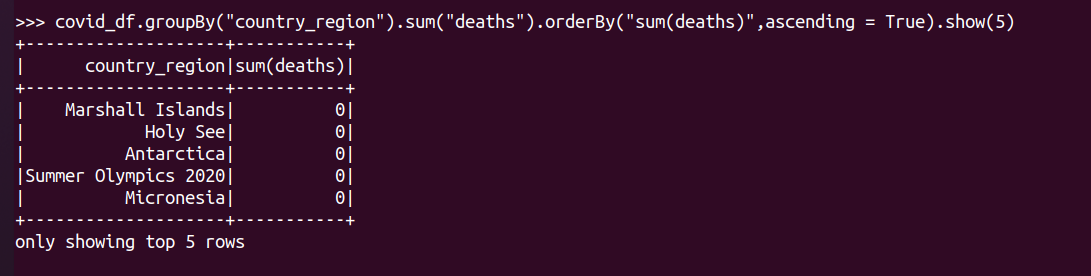 >>> covid_df.groupBy("country_region").sum("deaths").orderBy("sum(deaths)",ascending = True).show(5)
+--------------------+-----------+
|      country_region|sum(deaths)|
+--------------------+-----------+
|    Marshall Islands|          0|
|            Holy See|          0|
|          Antarctica|          0|
|Summer Olympics 2020|          0|
|          Micronesia|          0|
+--------------------+-----------+
only showing top 5 rows